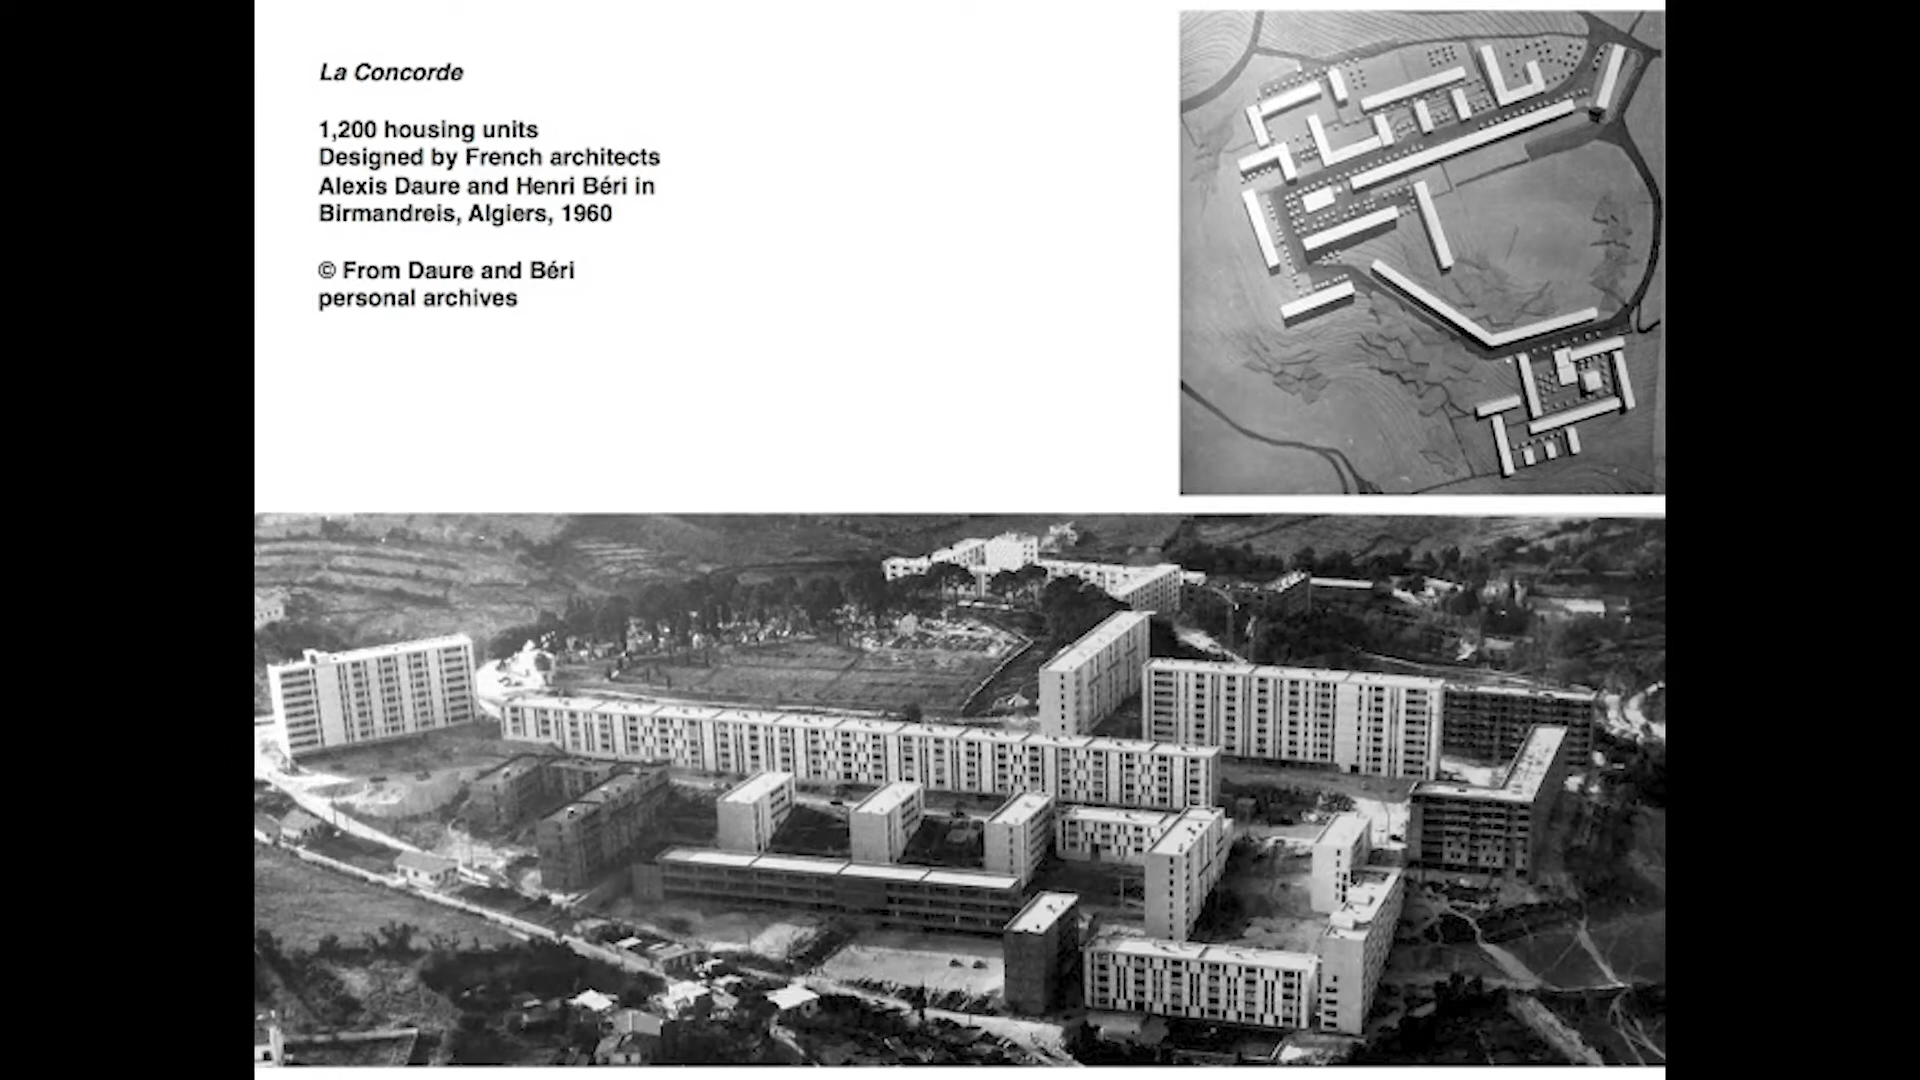 La Concorde
1,200 housing units
Designed by French architects
Alexis Daure and Henri Béri in
Birmandreis, Algiers, 1960
© From Daure and Béri
personal archives